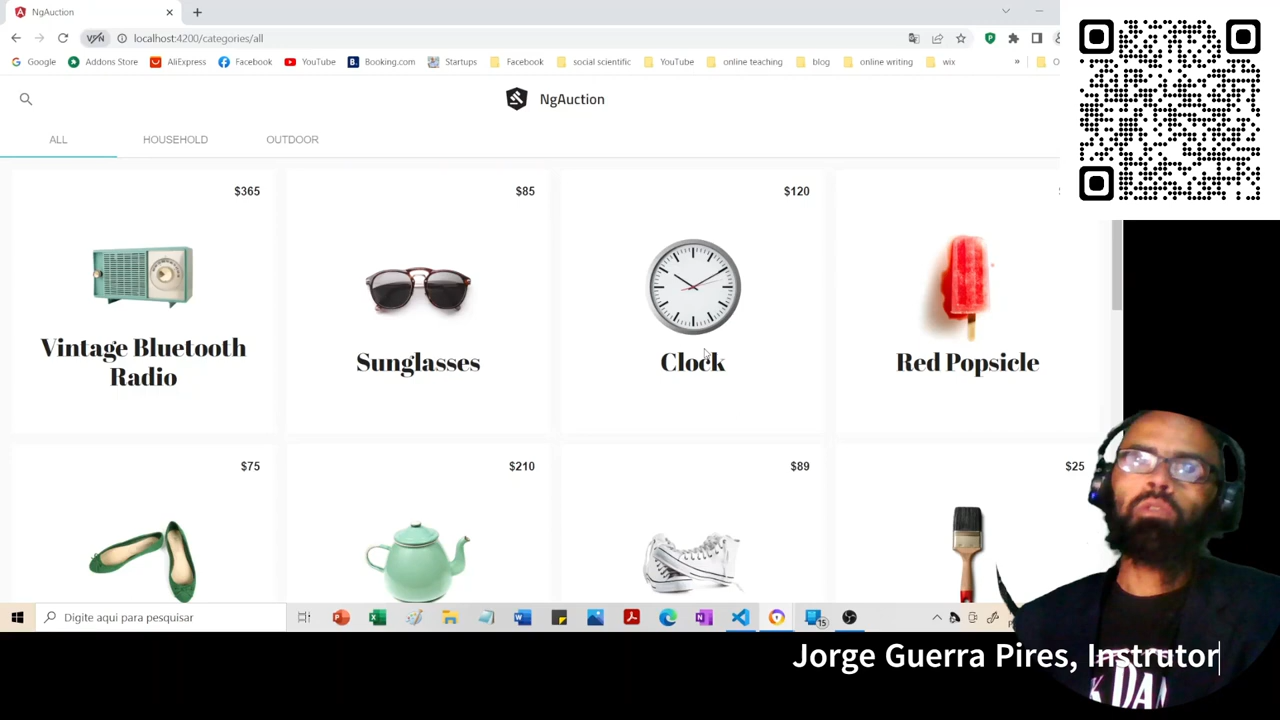 NgAuction
localhost:4200/categories/all
Google
Addons Store
AliExpress
Facebook
YouTube
Booking.com
Startups
Facebook
social scientific
YouTube
online teaching
blog
online writing
wix
NgAuction
ALL
HOUSEHOLD
OUTDOOR
$365
$85
$120
Vintage Bluetooth
Radio
Sunglasses
Clock
Red Popsicle
$75
$210
$89
$25
Digite aqui para pesquisar
15
Jorge Guerra Pires, Instrutor